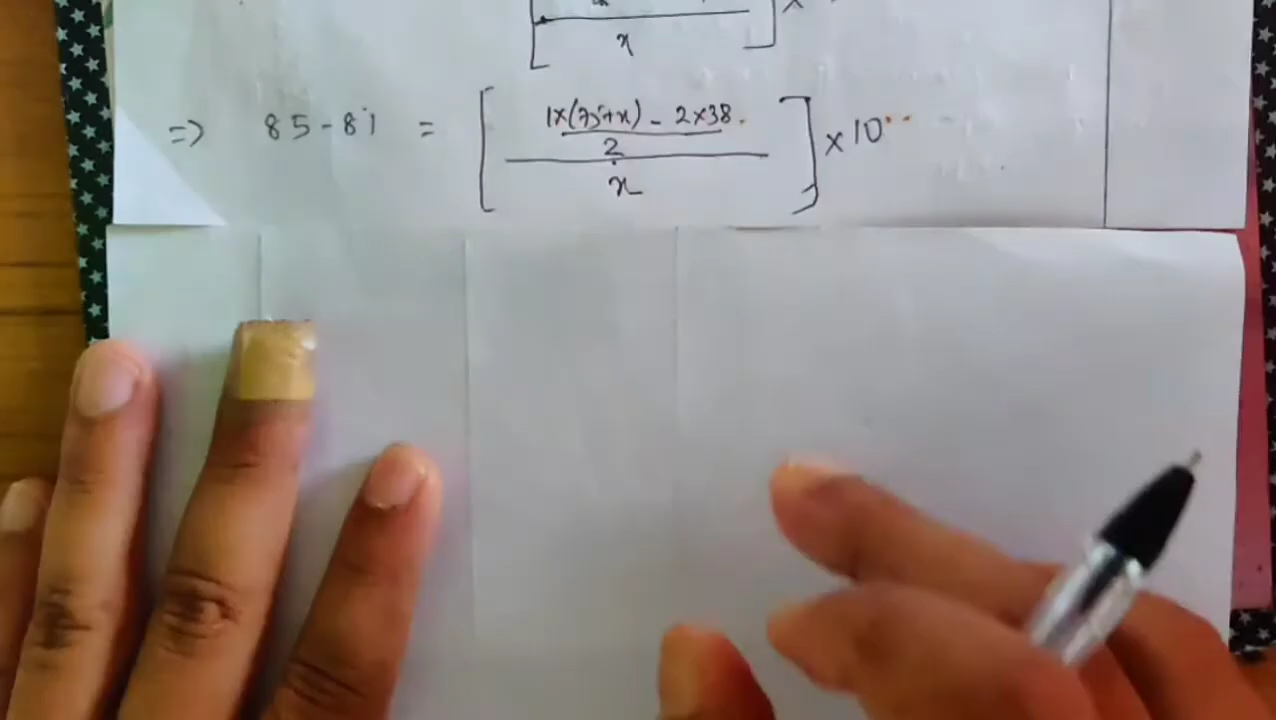 x
⇒ 85-81 = [ 1×(75+x) - 2×38 / 2 / x ] × 10